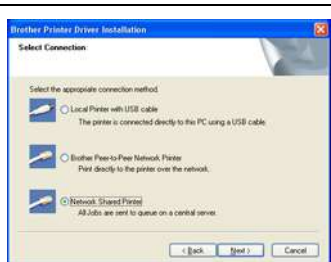 Brother Printer Driver Installation
Select Connection
Select the appropriate connection method.
Local Printer with USB cable
The printer is connected directly to this PC using a USB cable.
Brother Peer-to-Peer Network Printer
Print directly to the printer over the network.
Network Shared Printer
All Jobs are sent to queue on a central server.
< Back Next > Cancel